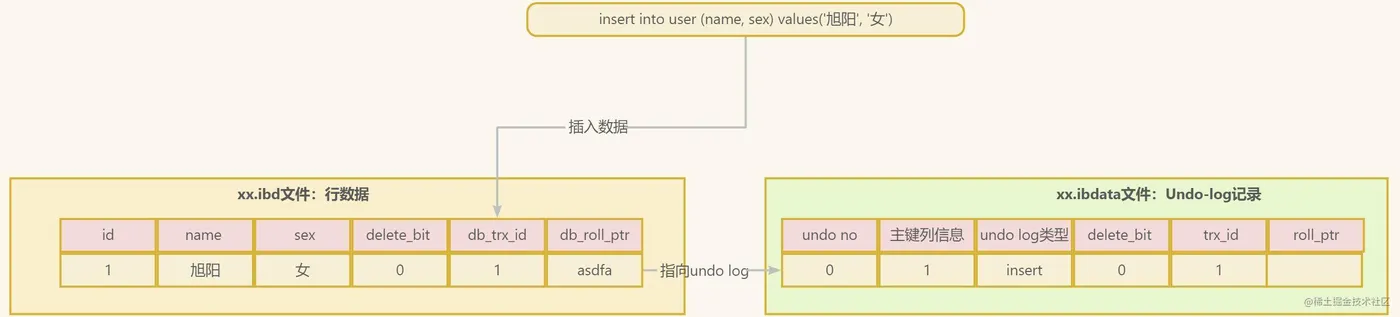 insert into user (name, sex) values('旭阳', '女')
插入数据
xx.ibd文件：行数据
id name sex delete_bit db_trx_id db_roll_ptr
1 旭阳 女 0 1 asdfa
指向undo log
xx.ibdata文件：Undo-log记录
undo no 主键列信息 undo log类型 delete_bit trx_id roll_ptr
0 1 insert 0 1
@稀土掘金技术社区